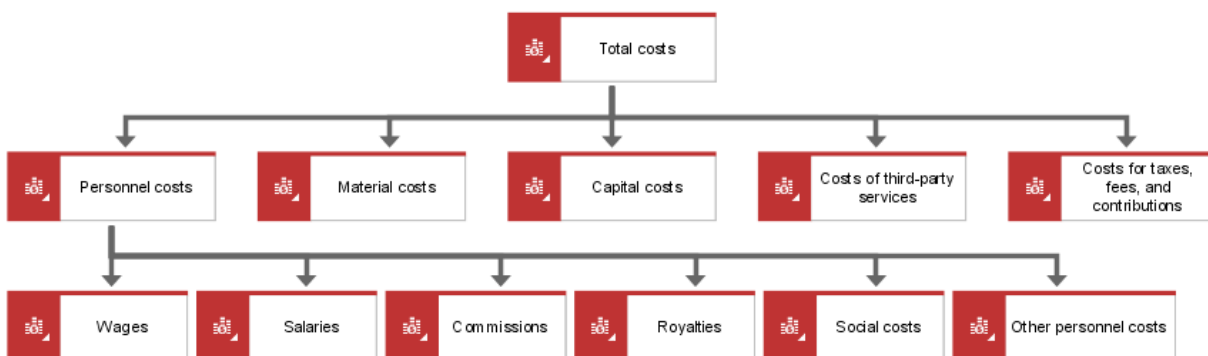 Total costs
Personnel costs
Material costs
Capital costs
Costs of third-party
services
Costs for taxes,
fees, and
contributions
Wages
Salaries
Commissions
Royalties
Social costs
Other personnel costs